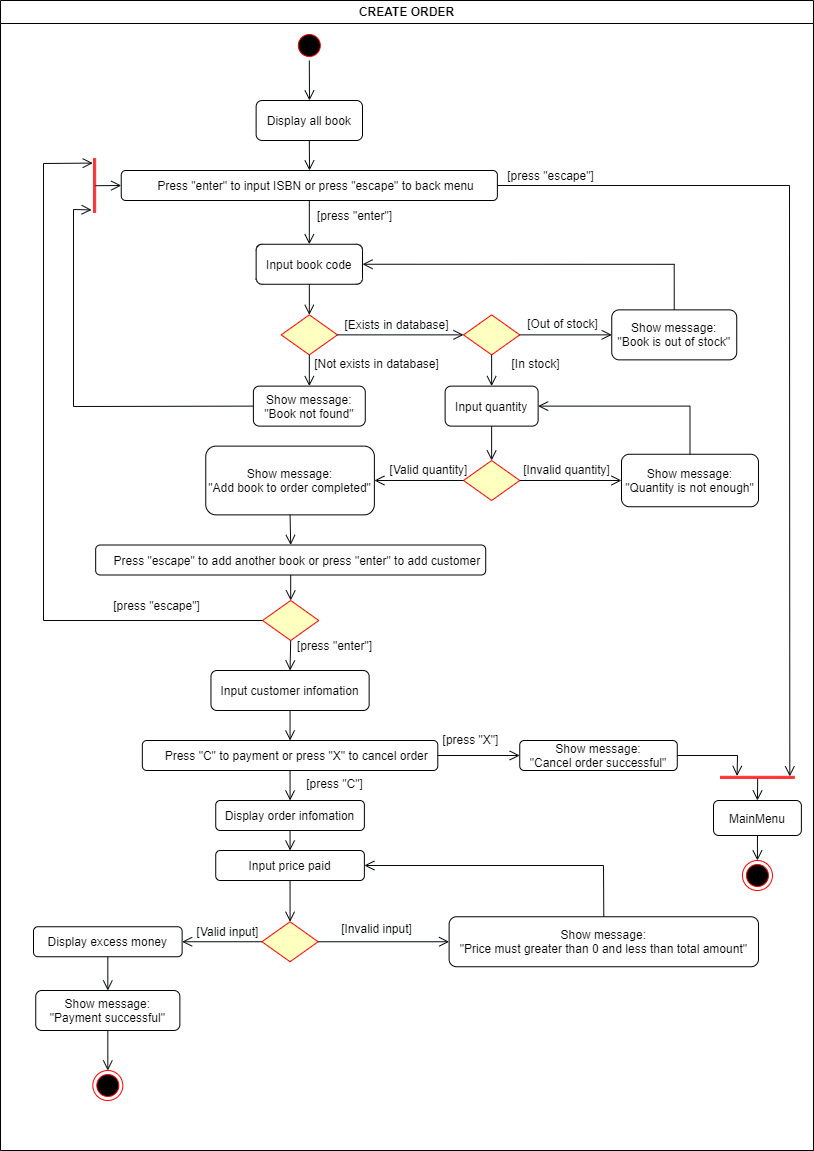 CREATE ORDER
Display all book
Press "enter" to input ISBN or press "escape" to back menu
[press "escape"]
[press "enter"]
Input book code
[Exists in database]
[Out of stock]
Show message:
"Book is out of stock"
[Not exists in database]
[In stock]
Show message:
"Book not found"
Input quantity
[Valid quantity]
[Invalid quantity]
Show message:
"Add book to order completed"
Show message:
"Quantity is not enough"
Press "escape" to add another book or press "enter" to add customer
[press "escape"]
[press "enter"]
Input customer infomation
Press "C" to payment or press "X" to cancel order
[press "X"]
Show message:
"Cancel order successful"
[press "C"]
Display order infomation
MainMenu
Input price paid
[Valid input]
[Invalid input]
Display excess money
Show message:
"Price must greater than 0 and less than total amount"
Show message:
"Payment successful"